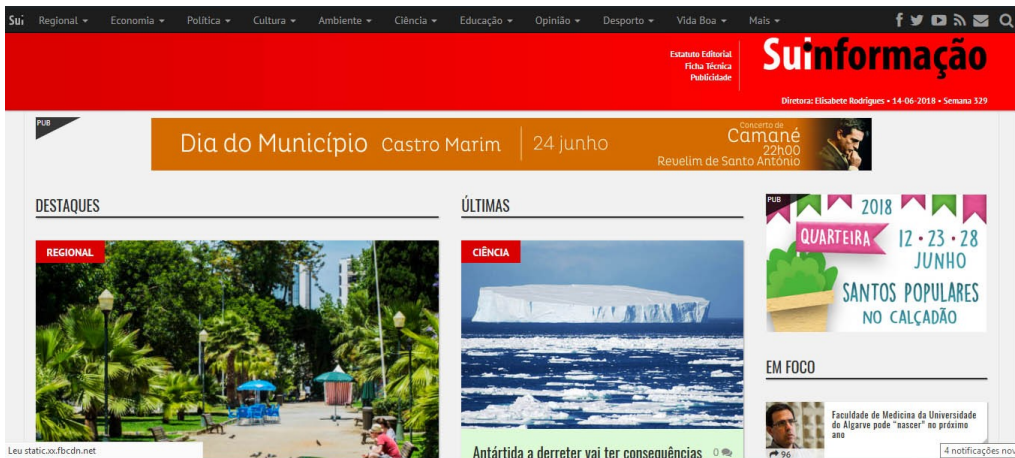 Sui Regional Economia Política Cultura Ambiente Ciência Educação Opinião Desporto Vida Boa Mais
Estatuto Editorial
Ficha Técnica
Publicidade
Sulinformação
Diretora: Elisabete Rodrigues • 14-06-2018 • Semana 329
PUB
Dia do Município Castro Marim 24 junho
Concerto de
Camané
22h00
Revelim de Santo António
DESTAQUES
REGIONAL
ÚLTIMAS
CIÊNCIA
Antártida a derreter vai ter consequências 0
PUB
2018
QUARTEIRA 12 • 23 • 28
JUNHO
SANTOS POPULARES
NO CALÇADÃO
EM FOCO
Faculdade de Medicina da Universidade
do Algarve pode “nascer” no próximo
ano
96
Leu static.xx.fbcdn.net
4 notificações nov